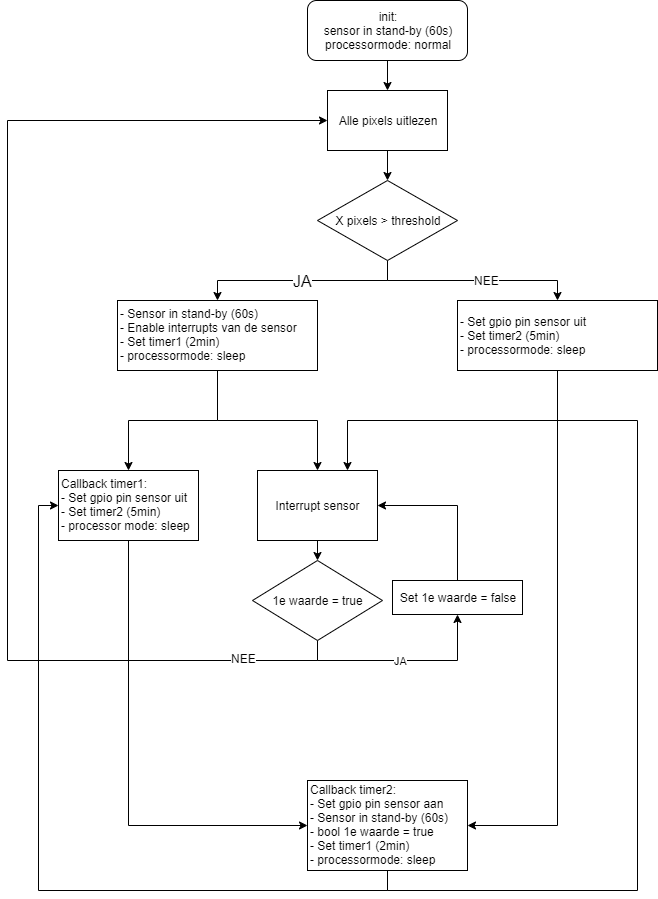 init:
sensor in stand-by (60s)
processormode: normal
Alle pixels uitlezen
X pixels > threshold
JA
NEE
- Sensor in stand-by (60s)
- Enable interrupts van de sensor
- Set timer1 (2min)
- processormode: sleep
- Set gpio pin sensor uit
- Set timer2 (5min)
- processormode: sleep
Callback timer1:
- Set gpio pin sensor uit
- Set timer2 (5min)
- processor mode: sleep
Interrupt sensor
1e waarde = true
Set 1e waarde = false
NEE
JA
Callback timer2:
- Set gpio pin sensor aan
- Sensor in stand-by (60s)
- bool 1e waarde = true
- Set timer1 (2min)
- processormode: sleep